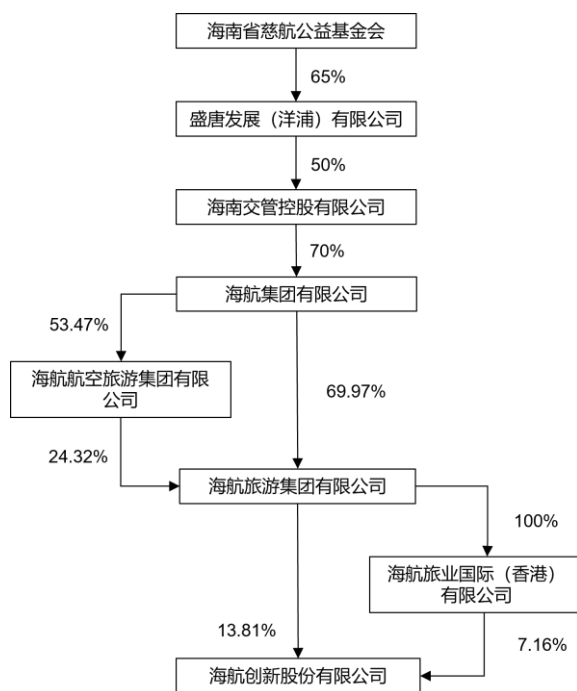 海南省慈航公益基金会
65%
盛唐发展（洋浦）有限公司
50%
海南交管控股有限公司
70%
海航集团有限公司
53.47%
海航航空旅游集团有限
公司
69.97%
24.32%
海航旅游集团有限公司
100%
海航旅业国际（香港）
有限公司
13.81%
7.16%
海航创新股份有限公司